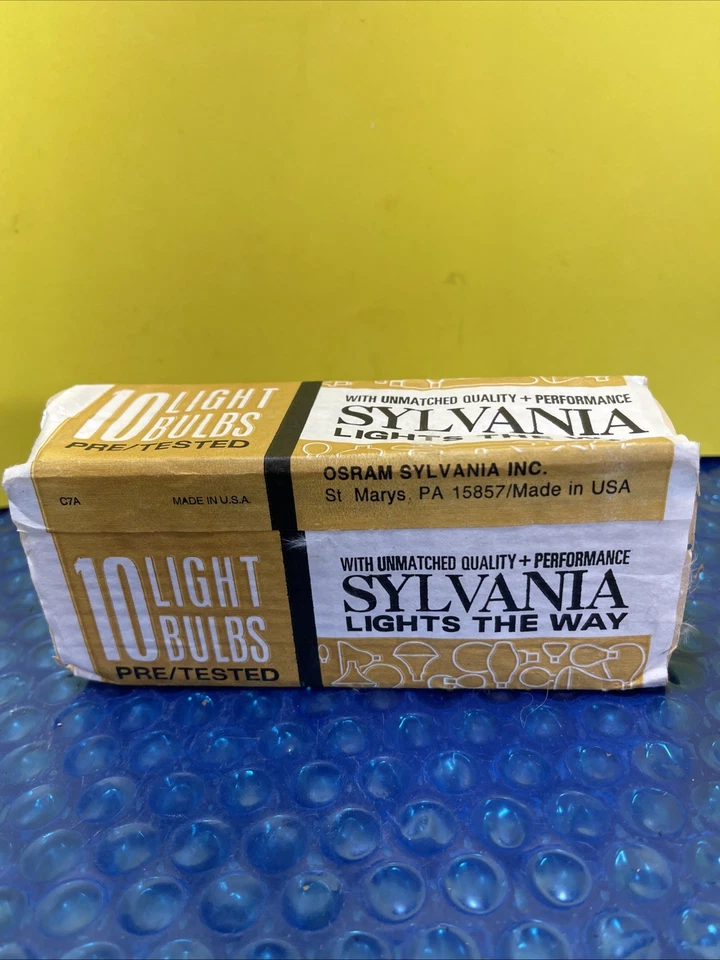 10 LIGHT
BULBS
PRE/TESTED
WITH UNMATCHED QUALITY + PERFORMANCE
SYLVANIA
LIGHTS THE WAY
OSRAM SYLVANIA INC.
St Marys, PA 15857/Made in USA
C7A
MADE IN U.S.A.
10 LIGHT
BULBS
PRE/TESTED
WITH UNMATCHED QUALITY + PERFORMANCE
SYLVANIA
LIGHTS THE WAY